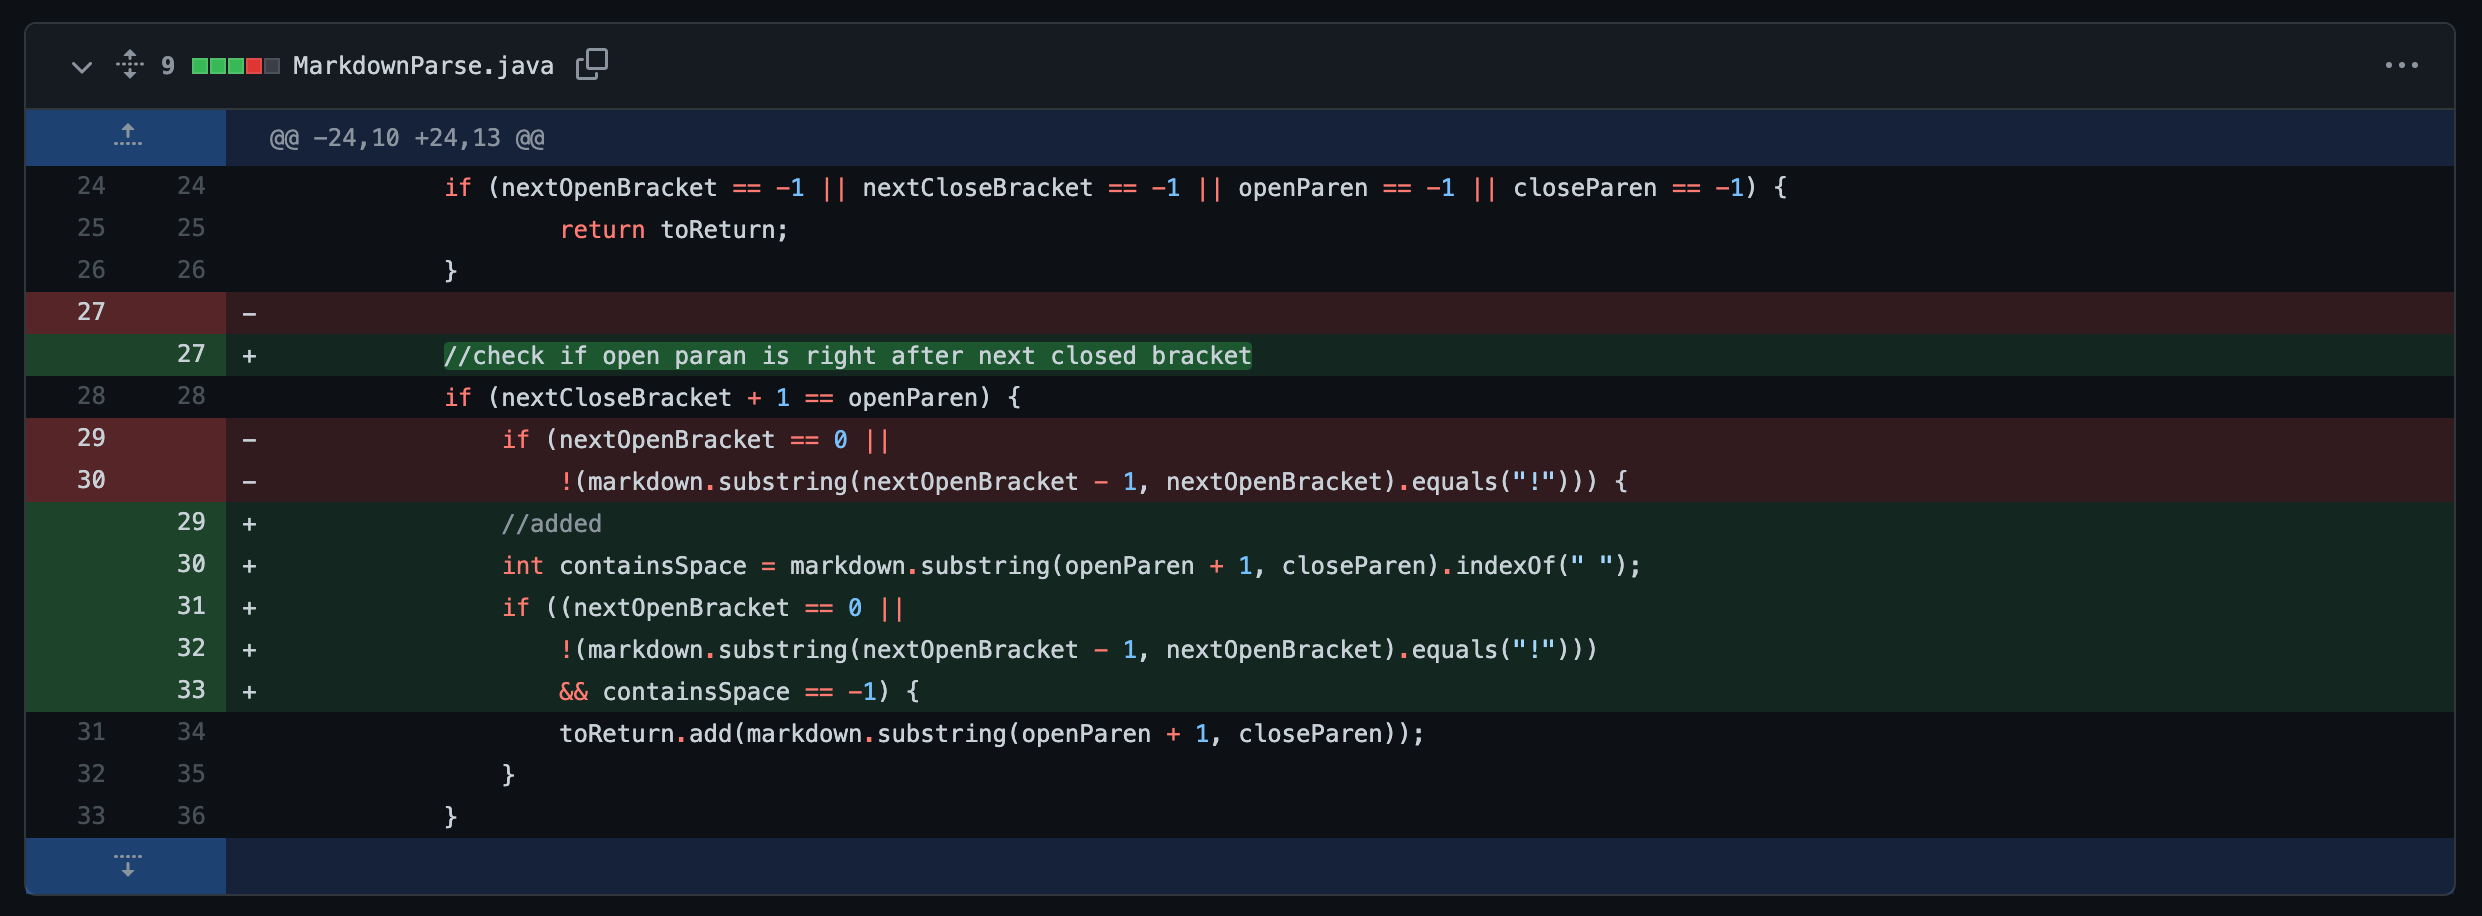 9 MarkdownParse.java
@@ -24,10 +24,13 @@
24 24 if (nextOpenBracket == -1 || nextCloseBracket == -1 || openParen == -1 || closeParen == -1) {
25 25 return toReturn;
26 26 }
27 -
27 + //check if open paran is right after next closed bracket
28 28 if (nextCloseBracket + 1 == openParen) {
29 - if (nextOpenBracket == 0 ||
30 - !(markdown.substring(nextOpenBracket - 1, nextOpenBracket).equals("!"))) {
29 + //added
30 + int containsSpace = markdown.substring(openParen + 1, closeParen).indexOf(" ");
31 + if ((nextOpenBracket == 0 ||
32 + !(markdown.substring(nextOpenBracket - 1, nextOpenBracket).equals("!")))
33 + && containsSpace == -1) {
31 34 toReturn.add(markdown.substring(openParen + 1, closeParen));
32 35 }
33 36 }